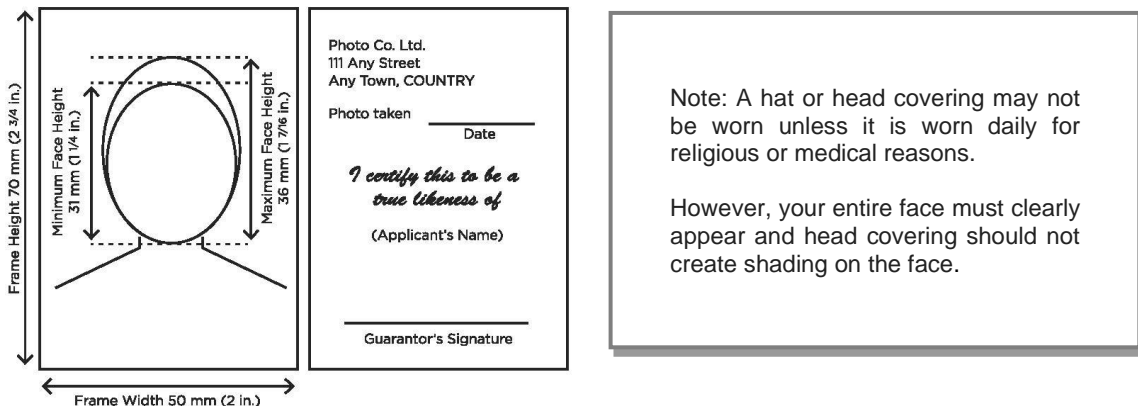 Frame Height 70 mm (2 3/4 in.)
Minimum Face Height
31 mm (1 1/4 in.)
Maximum Face Height
36 mm (1 7/16 in.)
Frame Width 50 mm (2 in.)
Photo Co. Ltd.
111 Any Street
Any Town, COUNTRY
Photo taken
Date
I certify this to be a
true likeness of
(Applicant's Name)
Guarantor's Signature
Note: A hat or head covering may not
be worn unless it is worn daily for
religious or medical reasons.
However, your entire face must clearly
appear and head covering should not
create shading on the face.